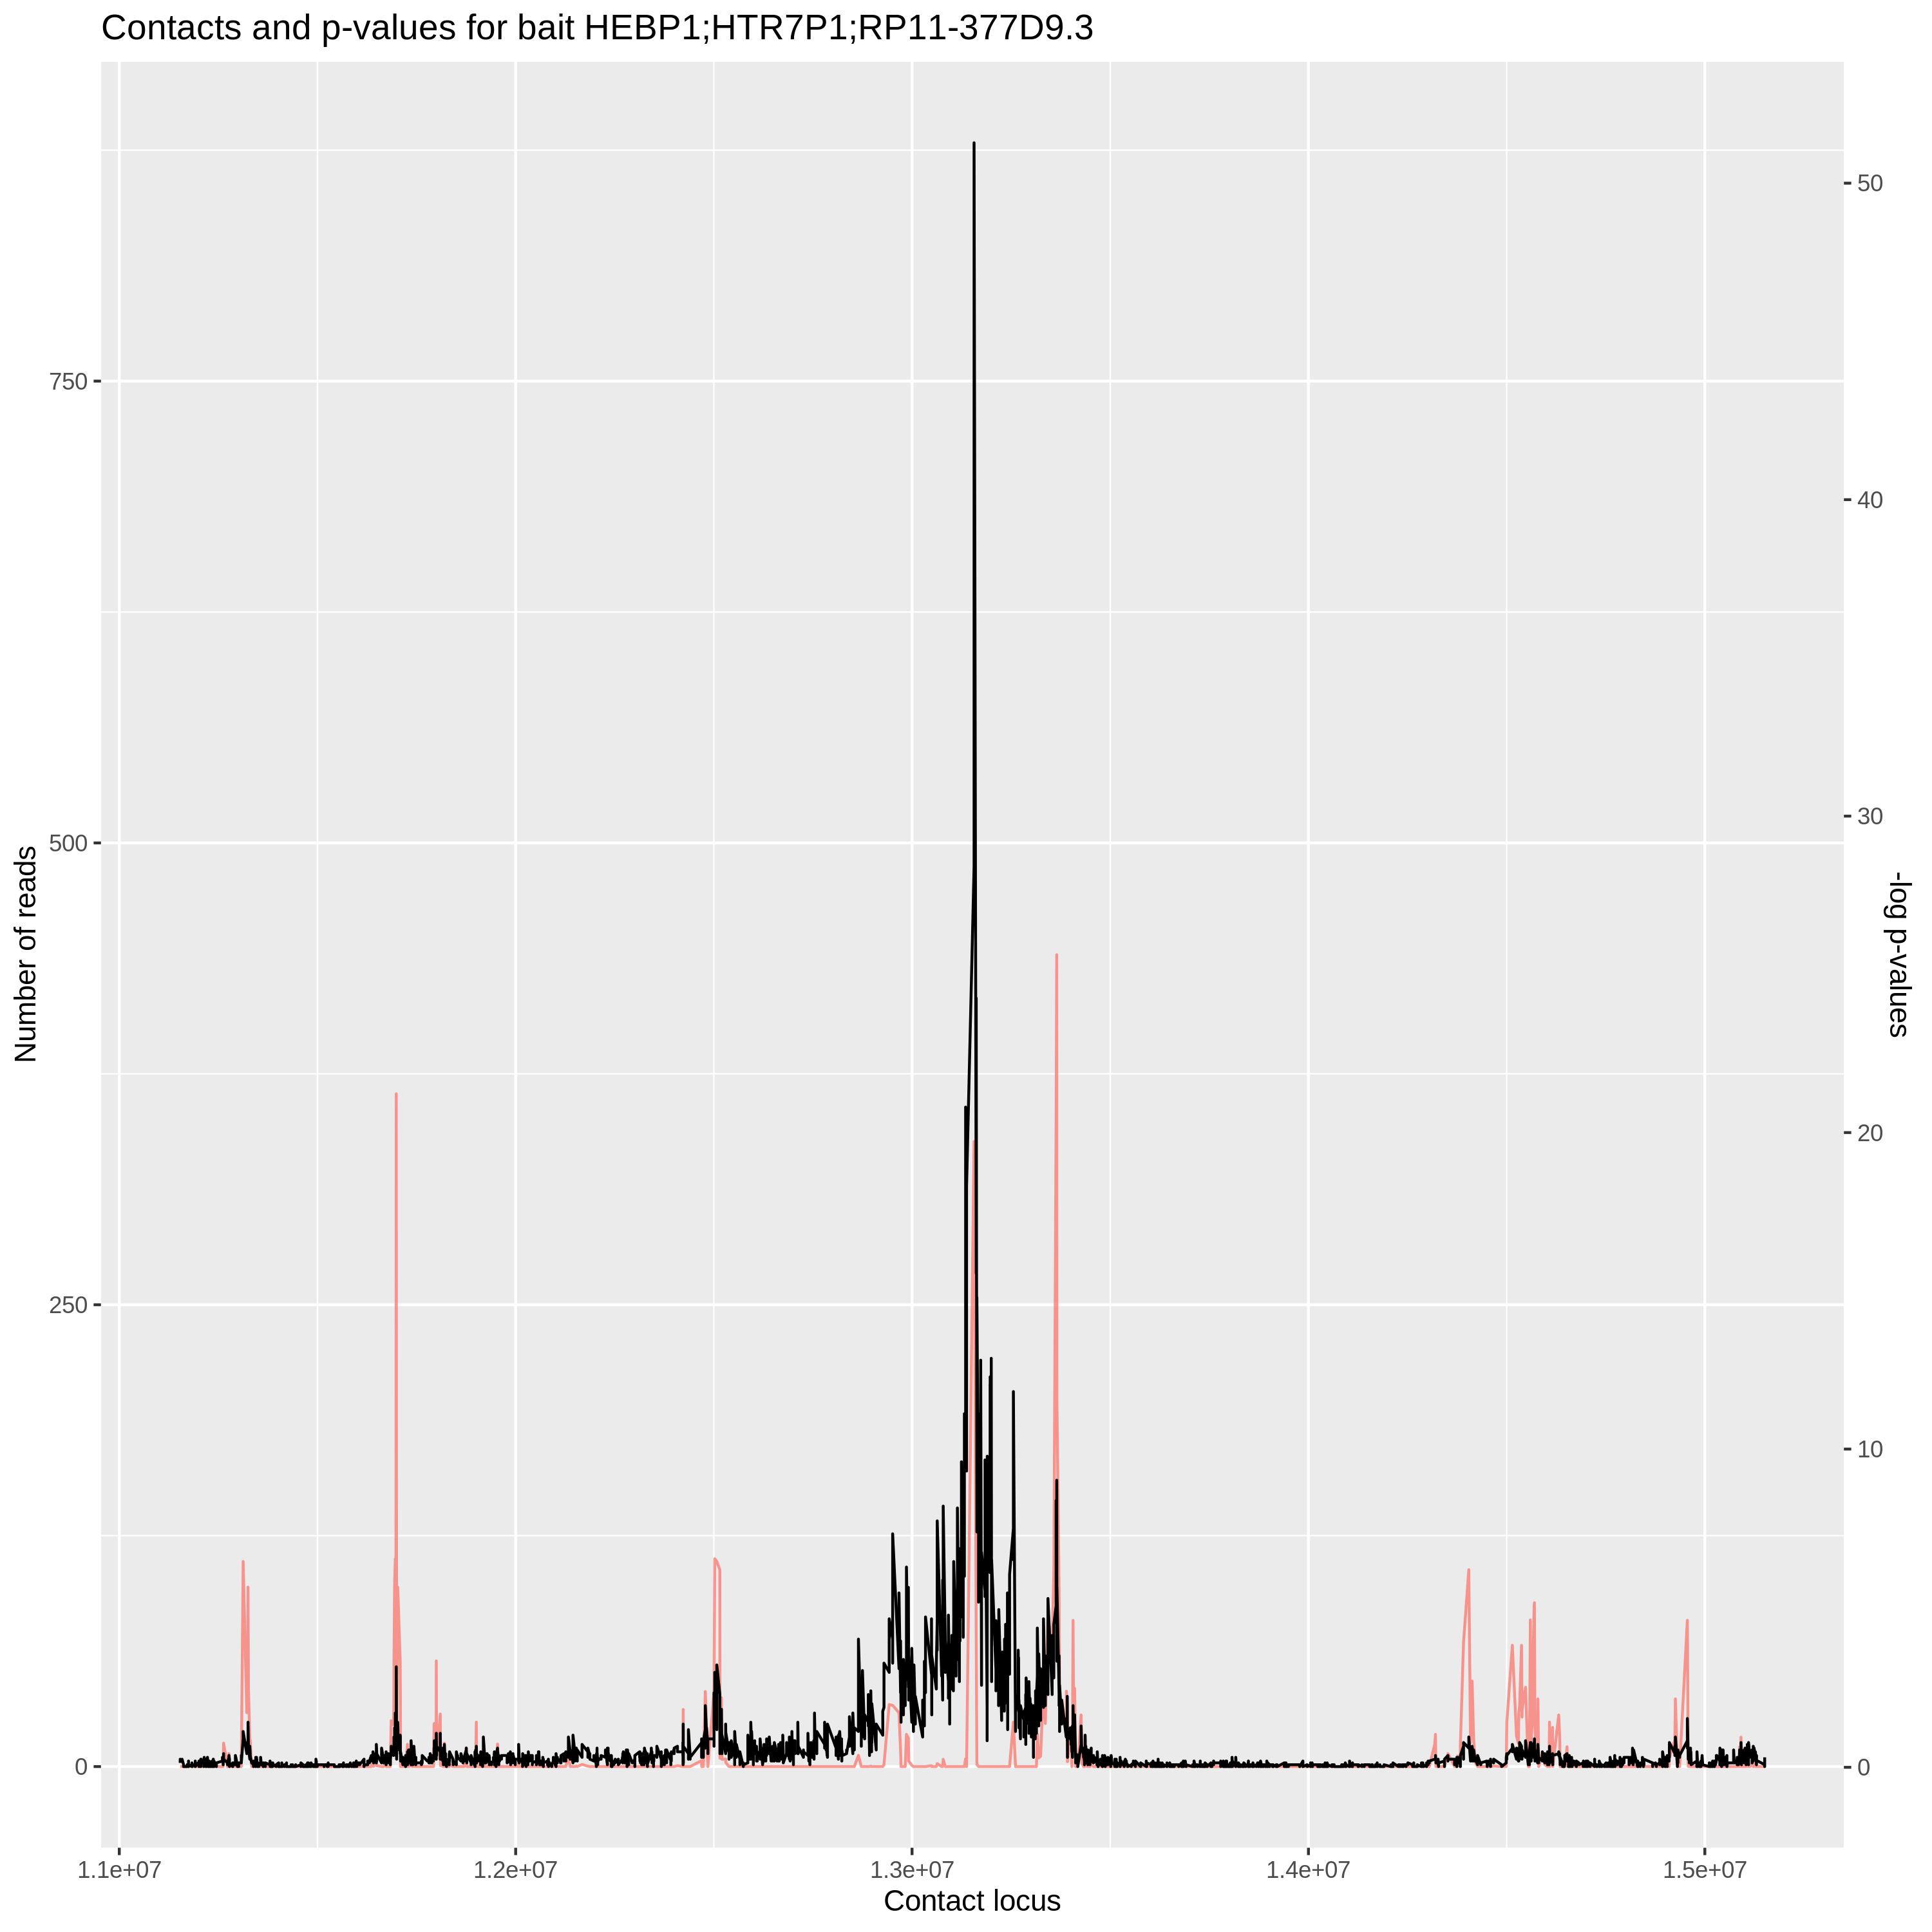 Contacts and p-values for bait HEBP1;HTR7P1;RP11-377D9.3
750
500
250
0
Number of reads
50
40
30
20
10
0
-log p-values
1.1e+07
1.2e+07
1.3e+07
1.4e+07
1.5e+07
Contact locus